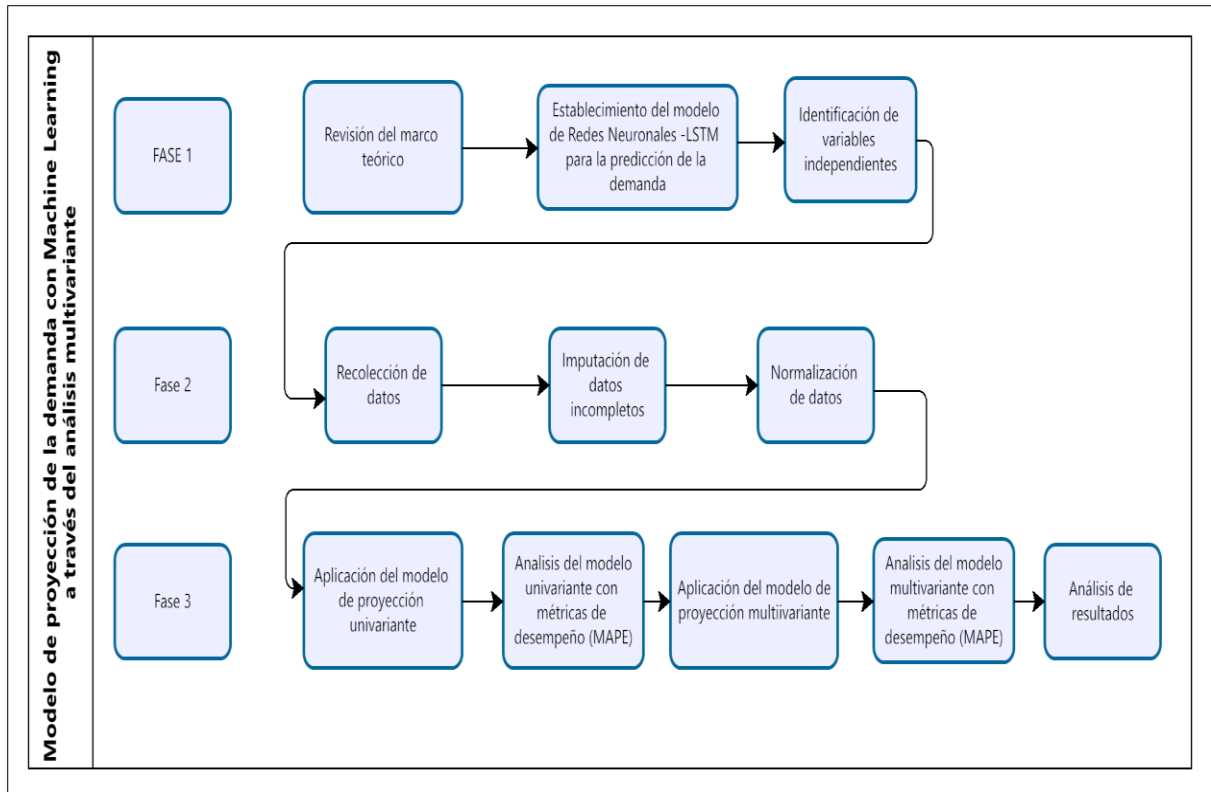 Modelo de proyección de la demanda con Machine Learning
a través del análisis multivariante
FASE 1
Revisión del marco
teórico
Establecimiento del modelo
de Redes Neuronales -LSTM
para la predicción de la
demanda
Identificación de
variables
independientes
Fase 2
Recolección de
datos
Imputación de
datos
incompletos
Normalización
de datos
Fase 3
Aplicación del modelo
de proyección
univariante
Analisis del modelo
univariante con
métricas de
desempeño (MAPE)
Aplicación del modelo de
proyección multiivariante
Analisis del modelo
multivariante con
métricas de
desempeño (MAPE)
Análisis de
resultados